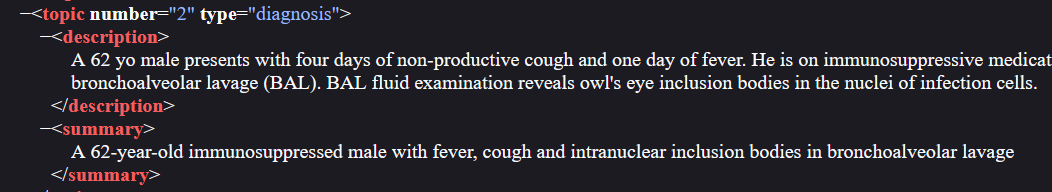 −<topic number="2" type="diagnosis">
−<description>
A 62 yo male presents with four days of non-productive cough and one day of fever. He is on immunosuppressive medicat
bronchoalveolar lavage (BAL). BAL fluid examination reveals owl's eye inclusion bodies in the nuclei of infection cells.
</description>
−<summary>
A 62-year-old immunosuppressed male with fever, cough and intranuclear inclusion bodies in bronchoalveolar lavage
</summary>